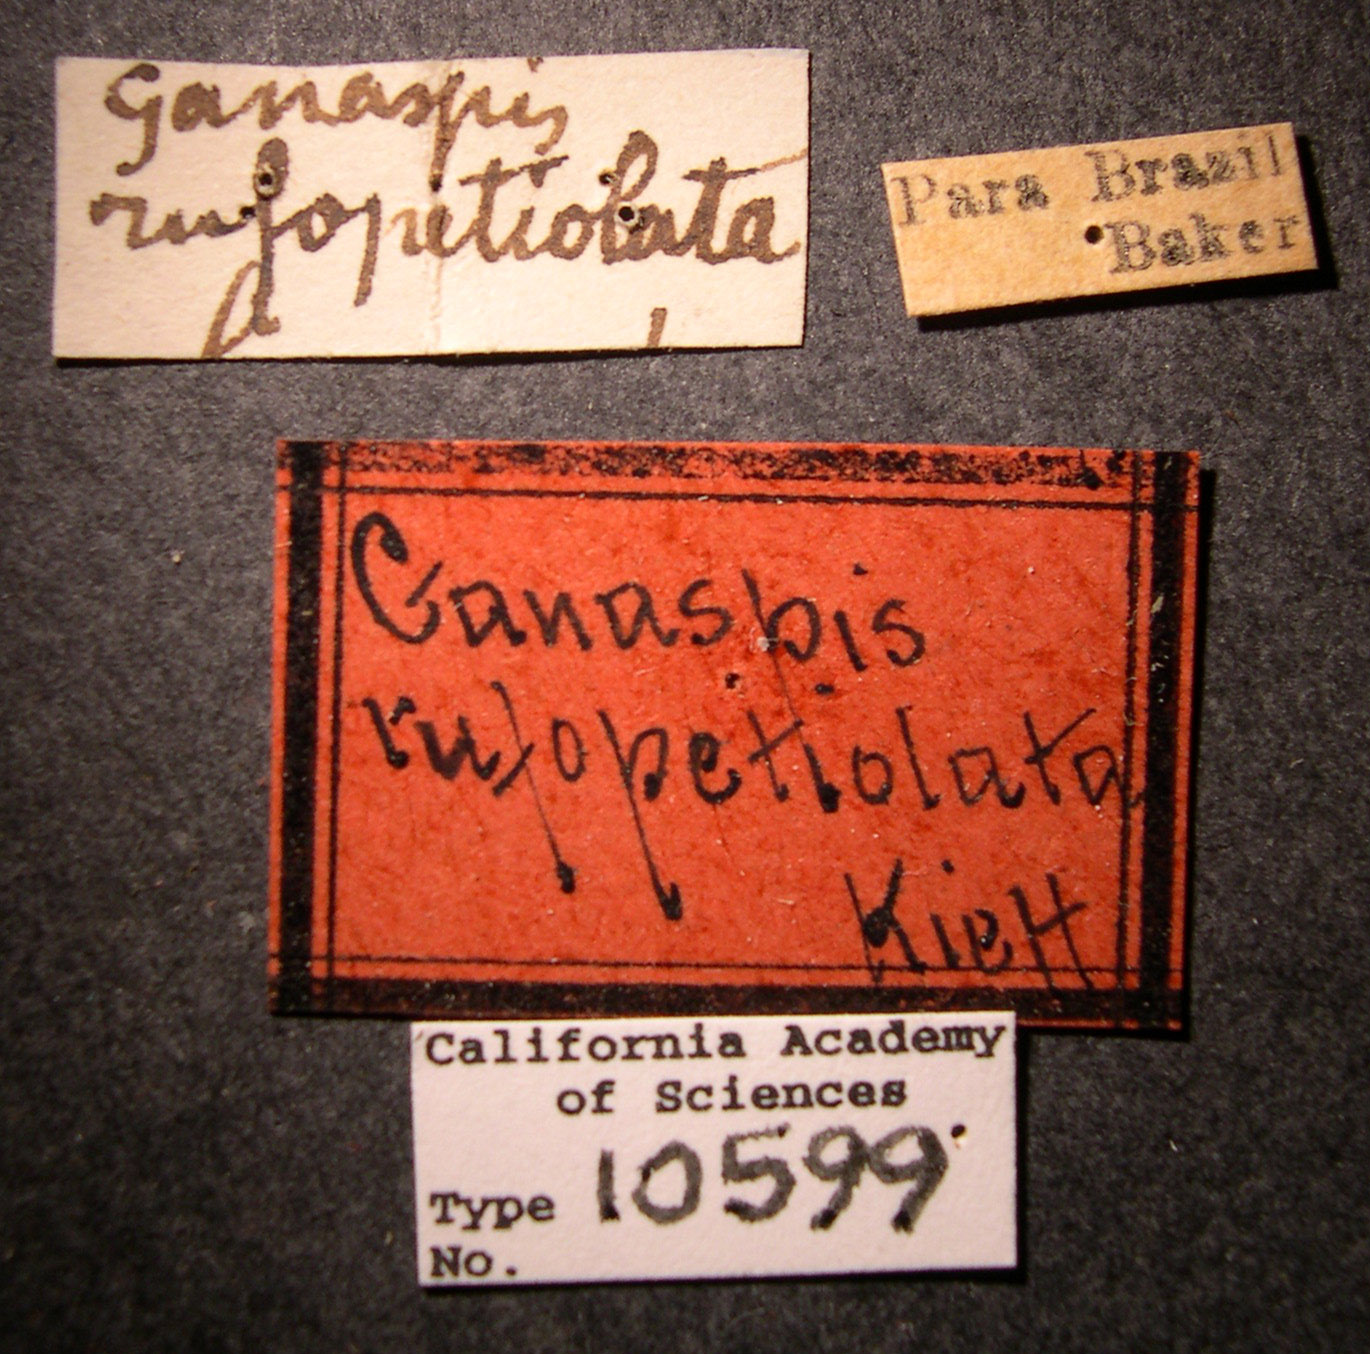 Ganaspis
rufopetiolata
Para Brazil
Baker
Ganaspis
rufopetiolata
Kieff
California Academy
of Sciences
Type 10599
No.